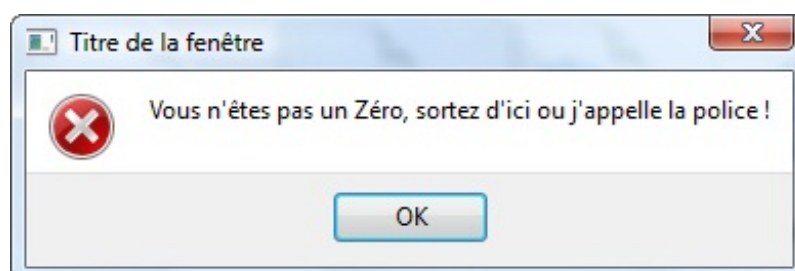 Titre de la fenêtre
Vous n'êtes pas un Zéro, sortez d'ici ou j'appelle la police !
OK